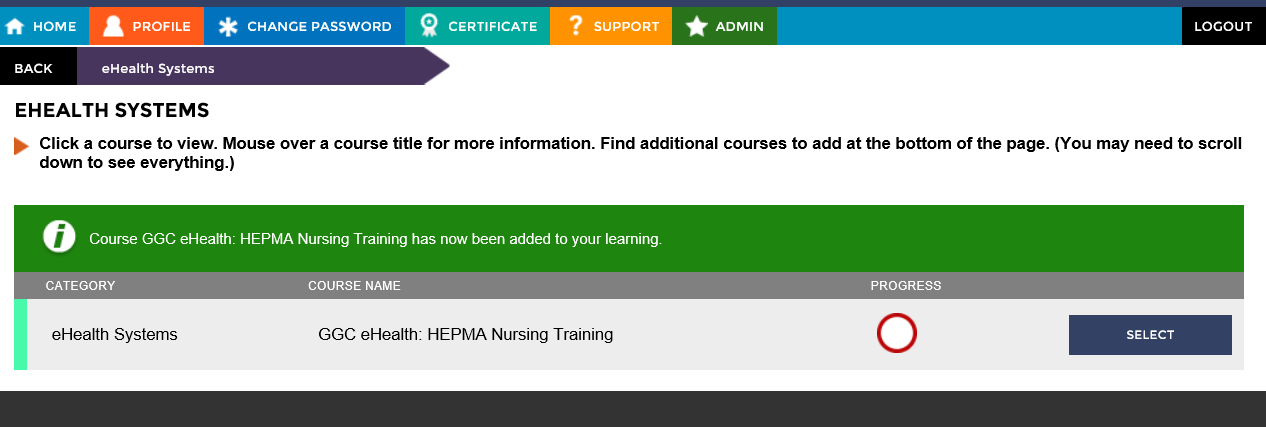 HOME PROFILE CHANGE PASSWORD CERTIFICATE SUPPORT ADMIN LOGOUT
BACK eHealth Systems
EHEALTH SYSTEMS
Click a course to view. Mouse over a course title for more information. Find additional courses to add at the bottom of the page. (You may need to scroll
down to see everything.)
Course GGC eHealth: HEPMA Nursing Training has now been added to your learning.
CATEGORY COURSE NAME PROGRESS
eHealth Systems GGC eHealth: HEPMA Nursing Training SELECT